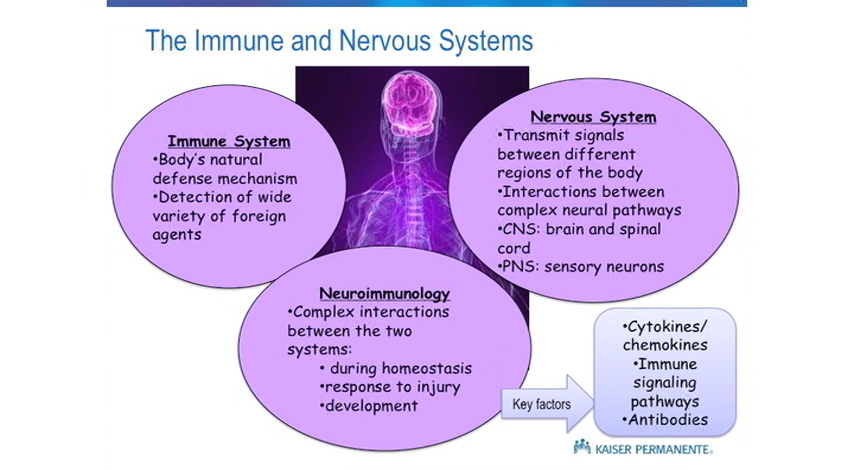 The Immune and Nervous Systems
Immune System
•Body's natural
defense mechanism
•Detection of wide
variety of foreign
agents
Nervous System
•Transmit signals
between different
regions of the body
•Interactions between
complex neural pathways
•CNS: brain and spinal
cord
•PNS: sensory neurons
Neuroimmunology
•Complex interactions
between the two
systems:
• during homeostasis
•response to injury
•development
Key factors
•Cytokines/
chemokines
•Immune
signaling
pathways
•Antibodies
KAISER PERMANENTE®